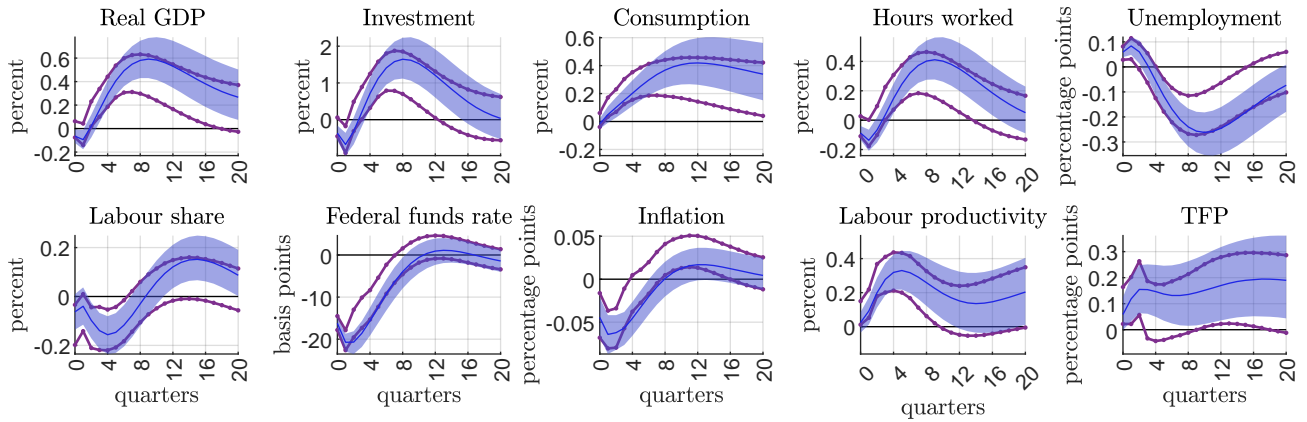 Real GDP
percent
0.6
0.4
0.2
0
-0.2
0 4 8 12 16 20
Investment
percent
2
1
0
0 4 8 12 16 20
Consumption
percent
0.6
0.4
0.2
0
-0.2
0 4 8 12 16 20
Hours worked
percent
0.4
0.2
0
-0.2
0 4 8 12 16 20
Unemployment
percentage points
0.1
0
-0.1
-0.2
-0.3
0 4 8 12 16 20
Labour share
percent
0.2
0
-0.2
0 4 8 12 16 20
quarters
Federal funds rate
basis points
0
-10
-20
0 4 8 12 16 20
quarters
Inflation
percentage points
0.05
0
-0.05
0 4 8 12 16 20
quarters
Labour productivity
percent
0.4
0.2
0
0 4 8 12 16 20
quarters
TFP
percentage points
0.3
0.2
0.1
0
0 4 8 12 16 20
quarters